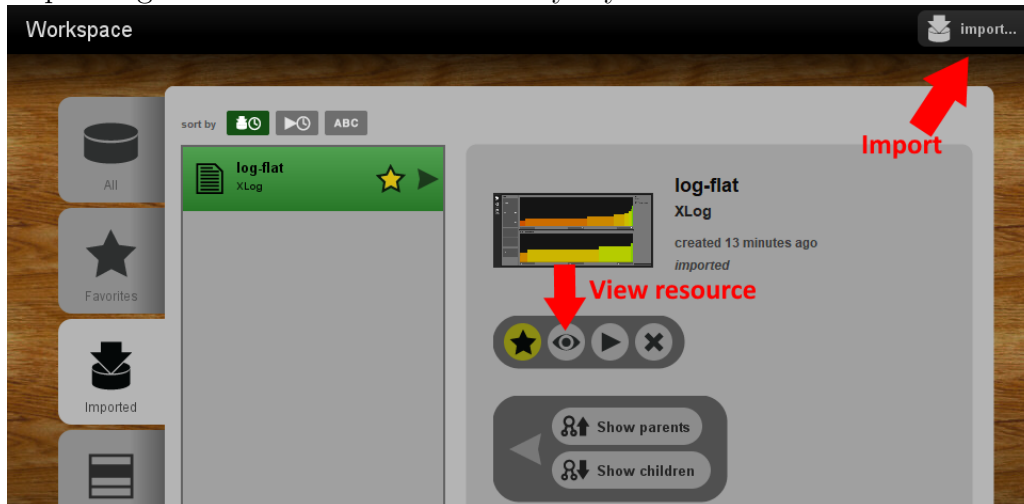 Workspace
import...
Import
sort by
ABC
All
log-flat
XLog
log-flat
XLog
created 13 minutes ago
imported
View resource
Favorites
Imported
Show parents
Show children